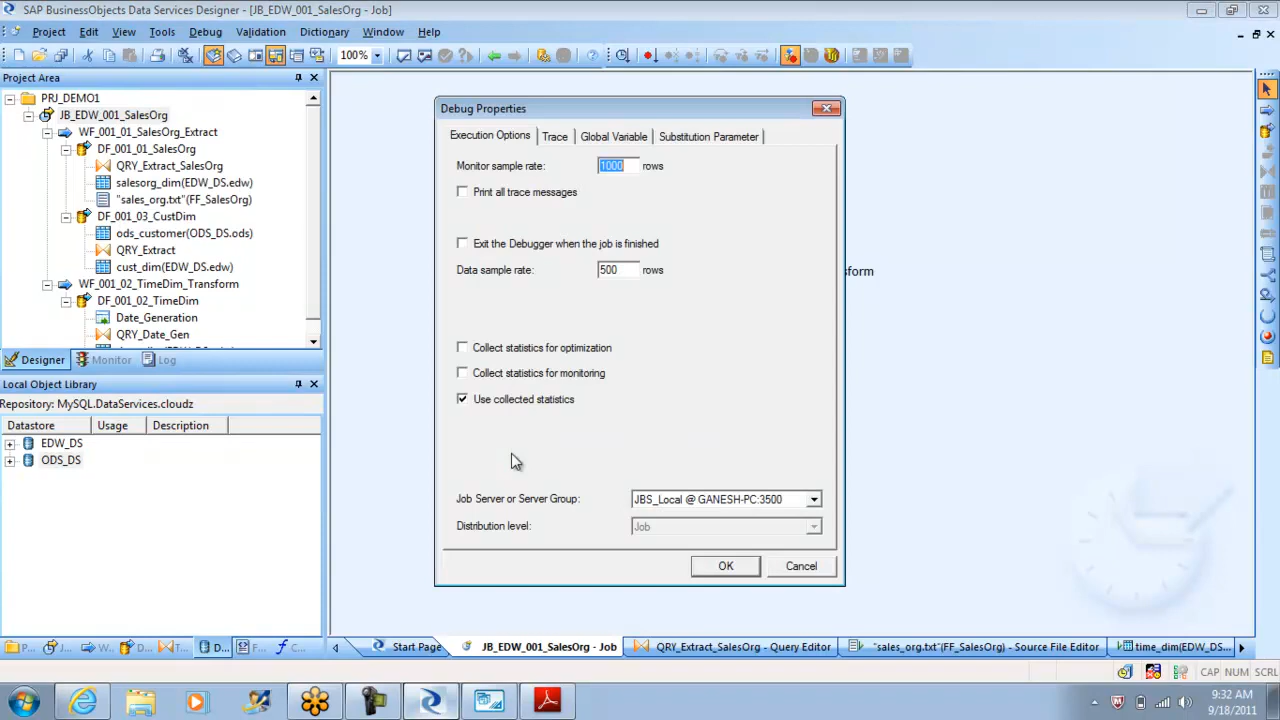 SAP BusinessObjects Data Services Designer - [JB_EDW_001_SalesOrg - Job]
Project Edit View Tools Debug Validation Dictionary Window Help
100%
Project Area
PRJ_DEMO1
JB_EDW_001_SalesOrg
WF_001_01_SalesOrg_Extract
DF_001_01_SalesOrg
QRY_Extract_SalesOrg
salesorg_dim(EDW_DS.edw)
"sales_org.txt"(FF_SalesOrg)
DF_001_03_CustDim
ods_customer(ODS_DS.ods)
QRY_Extract
cust_dim(EDW_DS.edw)
WF_001_02_TimeDim_Transform
DF_001_02_TimeDim
Date_Generation
QRY_Date_Gen
Designer Monitor Log
Local Object Library
Repository: MySQL.DataServices.cloudz
Datastore Usage Description
EDW_DS
ODS_DS
P... J... W... D... T... D... F... C...
Debug Properties
Execution Options Trace Global Variable Substitution Parameter
Monitor sample rate: 1000 rows
Print all trace messages
Exit the Debugger when the job is finished
Data sample rate: 500 rows
Collect statistics for optimization
Collect statistics for monitoring
Use collected statistics
Job Server or Server Group: JBS_Local @ GANESH-PC:3500
Distribution level: Job
OK Cancel
sform
Start Page JB_EDW_001_SalesOrg - Job QRY_Extract_SalesOrg - Query Editor "sales_org.txt"(FF_SalesOrg) - Source File Editor time_dim(EDW_DS...
CAP NUM SCRL
9:32 AM
9/18/2011